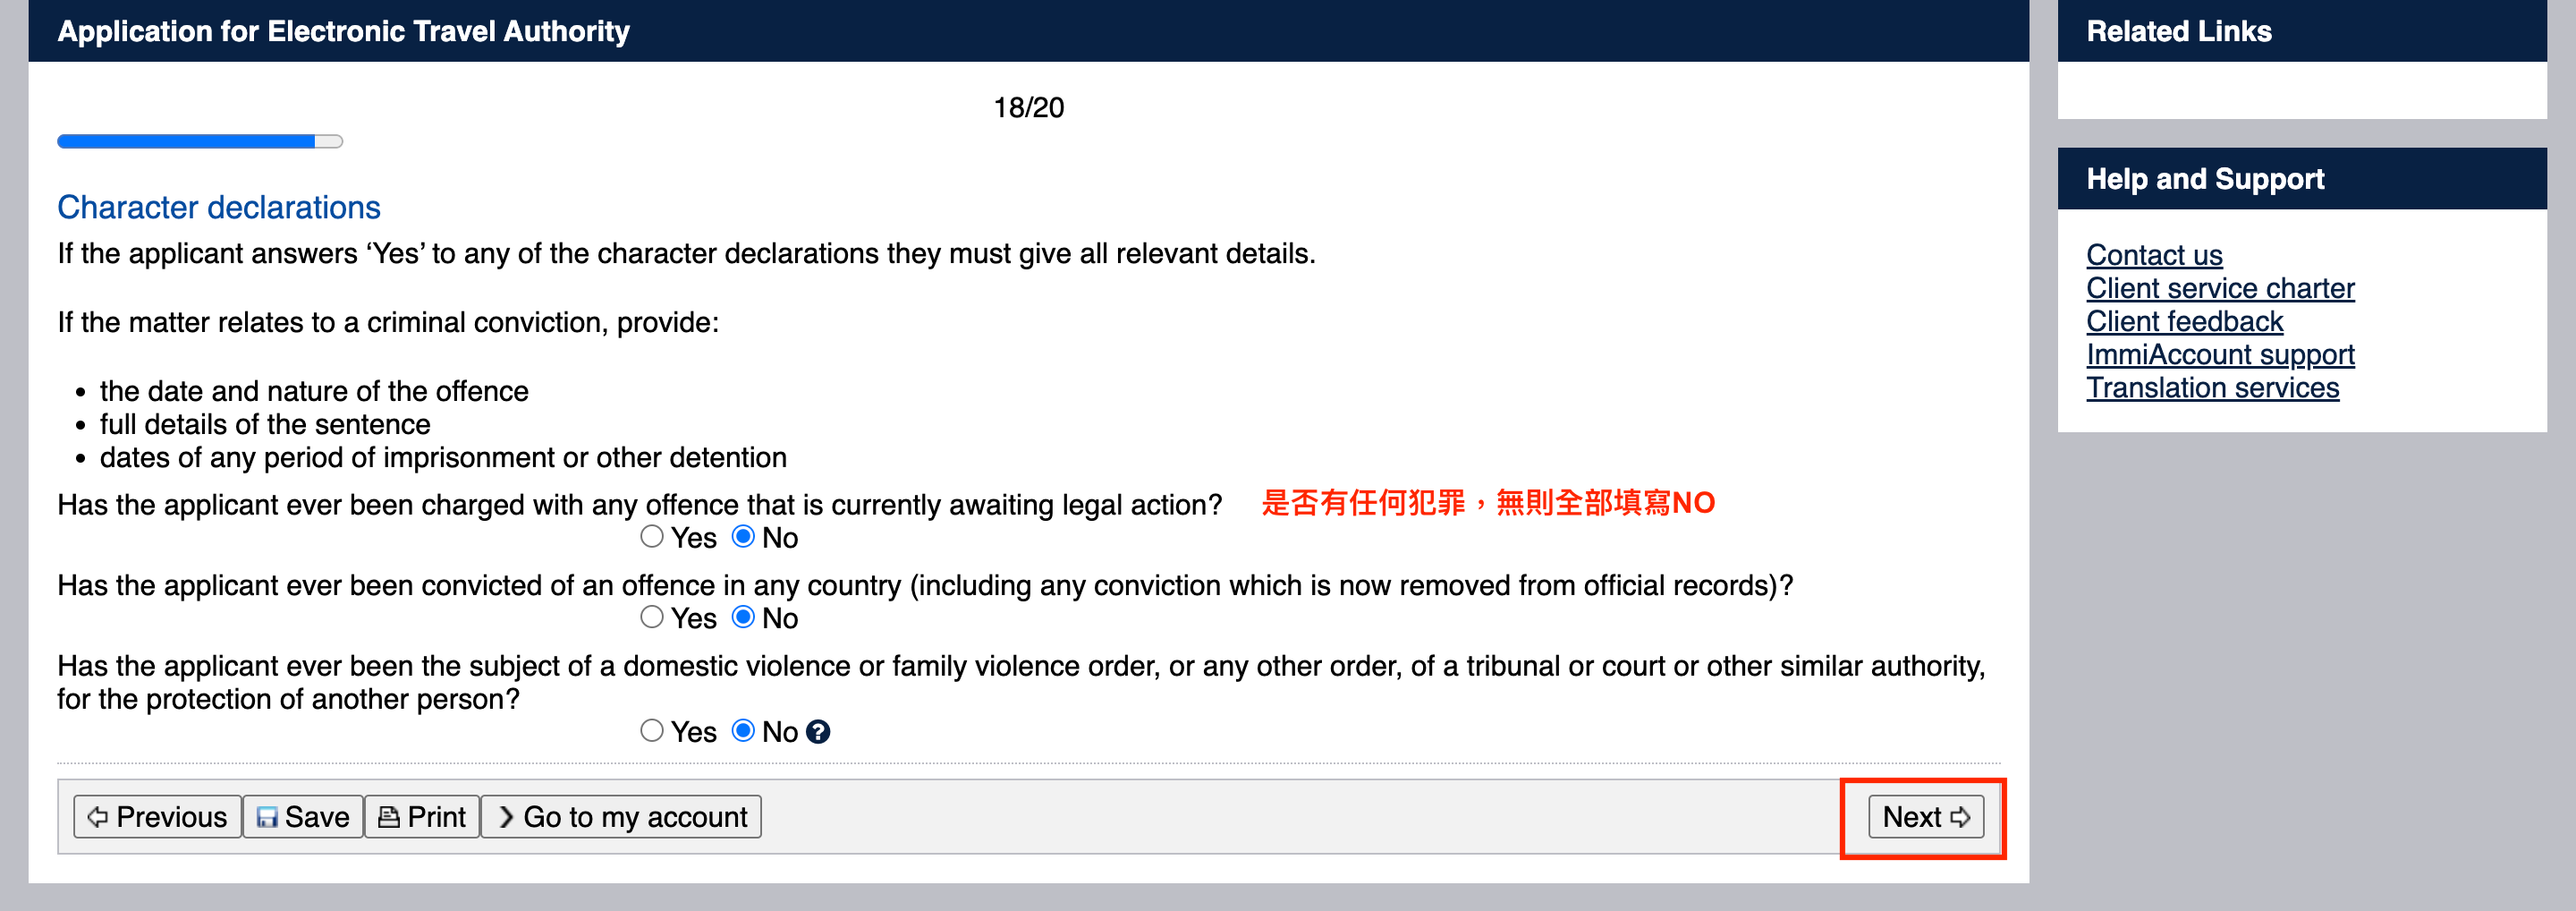 Application for Electronic Travel Authority
18/20
Character declarations
If the applicant answers ‘Yes’ to any of the character declarations they must give all relevant details.
If the matter relates to a criminal conviction, provide:
• the date and nature of the offence
• full details of the sentence
• dates of any period of imprisonment or other detention
Has the applicant ever been charged with any offence that is currently awaiting legal action? 是否有任何犯罪，無則全部填寫NO
Yes No
Has the applicant ever been convicted of an offence in any country (including any conviction which is now removed from official records)?
Yes No
Has the applicant ever been the subject of a domestic violence or family violence order, or any other order, of a tribunal or court or other similar authority,
for the protection of another person?
Yes No ?
Previous Save Print Go to my account Next
Related Links
Help and Support
Contact us
Client service charter
Client feedback
ImmiAccount support
Translation services